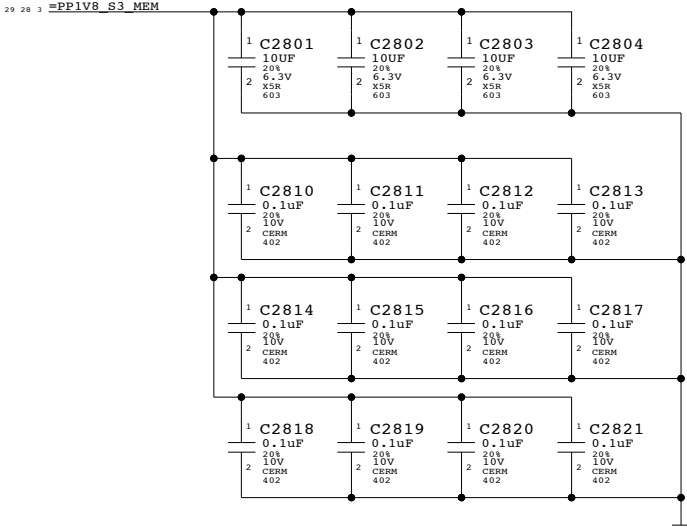 29 28 3 =PP1V8_S3_MEM
1 C2801
10UF
20%
6.3V
2 X5R
603
1 C2802
10UF
20%
6.3V
2 X5R
603
1 C2803
10UF
20%
6.3V
2 X5R
603
1 C2804
10UF
20%
6.3V
2 X5R
603
1 C2810
0.1uF
20%
10V
2 CERM
402
1 C2811
0.1uF
20%
10V
2 CERM
402
1 C2812
0.1uF
20%
10V
2 CERM
402
1 C2813
0.1uF
20%
10V
2 CERM
402
1 C2814
0.1uF
20%
10V
2 CERM
402
1 C2815
0.1uF
20%
10V
2 CERM
402
1 C2816
0.1uF
20%
10V
2 CERM
402
1 C2817
0.1uF
20%
10V
2 CERM
402
1 C2818
0.1uF
20%
10V
2 CERM
402
1 C2819
0.1uF
20%
10V
2 CERM
402
1 C2820
0.1uF
20%
10V
2 CERM
402
1 C2821
0.1uF
20%
10V
2 CERM
402